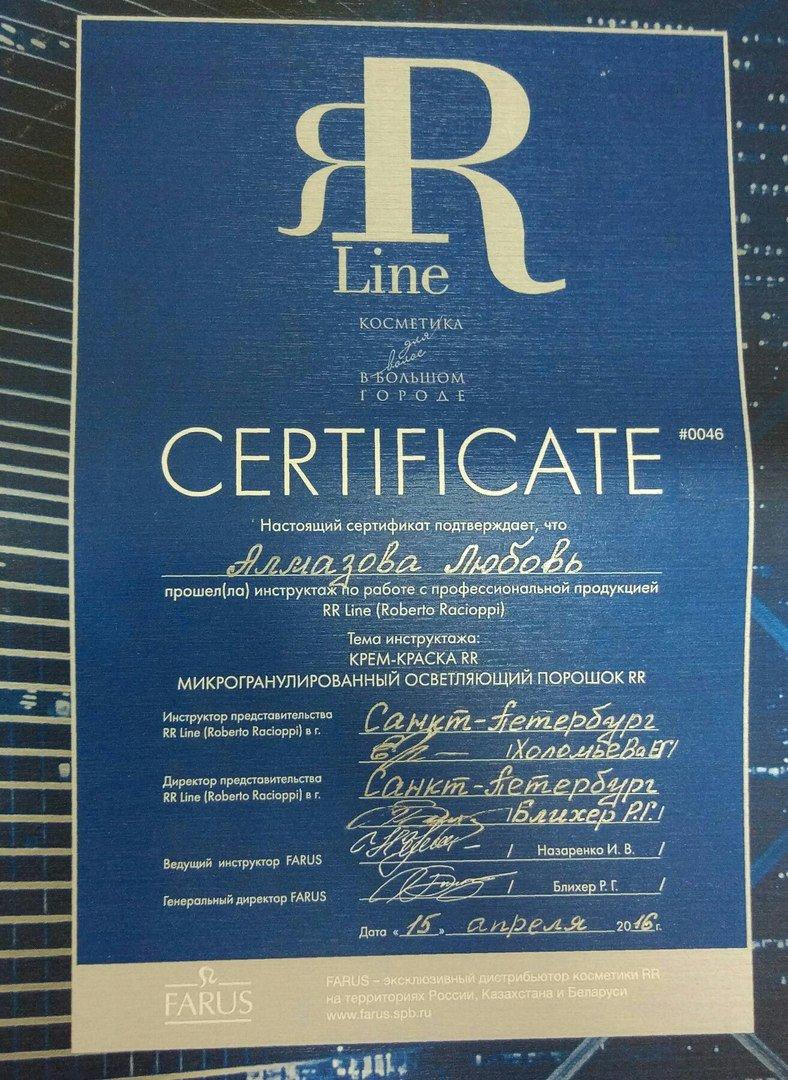 RR
Line
КОСМЕТИКА
для
волос
В БОЛЬШОМ
ГОРОДЕ
CERTIFICATE #0046
Настоящий сертификат подтверждает, что
Алмазова Любовь
прошел(ла) инструктаж по работе с профессиональной продукцией
RR Line (Roberto Racioppi)
Тема инструктажа:
КРЕМ-КРАСКА RR
МИКРОГРАНУЛИРОВАННЫЙ ОСВЕТЛЯЮЩИЙ ПОРОШОК RR
Инструктор представительства
RR Line (Roberto Racioppi) в г. Санкт-Петербург
/Холомьева ЕГ/
Директор представительства
RR Line (Roberto Racioppi) в г. Санкт-Петербург
/Блихер Р.Г./
Ведущий инструктор FARUS / Назаренко И. В. /
Генеральный директор FARUS / Блихер Р. Г. /
Дата «15» апреля 2016г.
FARUS
FARUS – эксклюзивный дистрибьютор косметики RR
на территориях России, Казахстана и Беларуси
www.farus.spb.ru